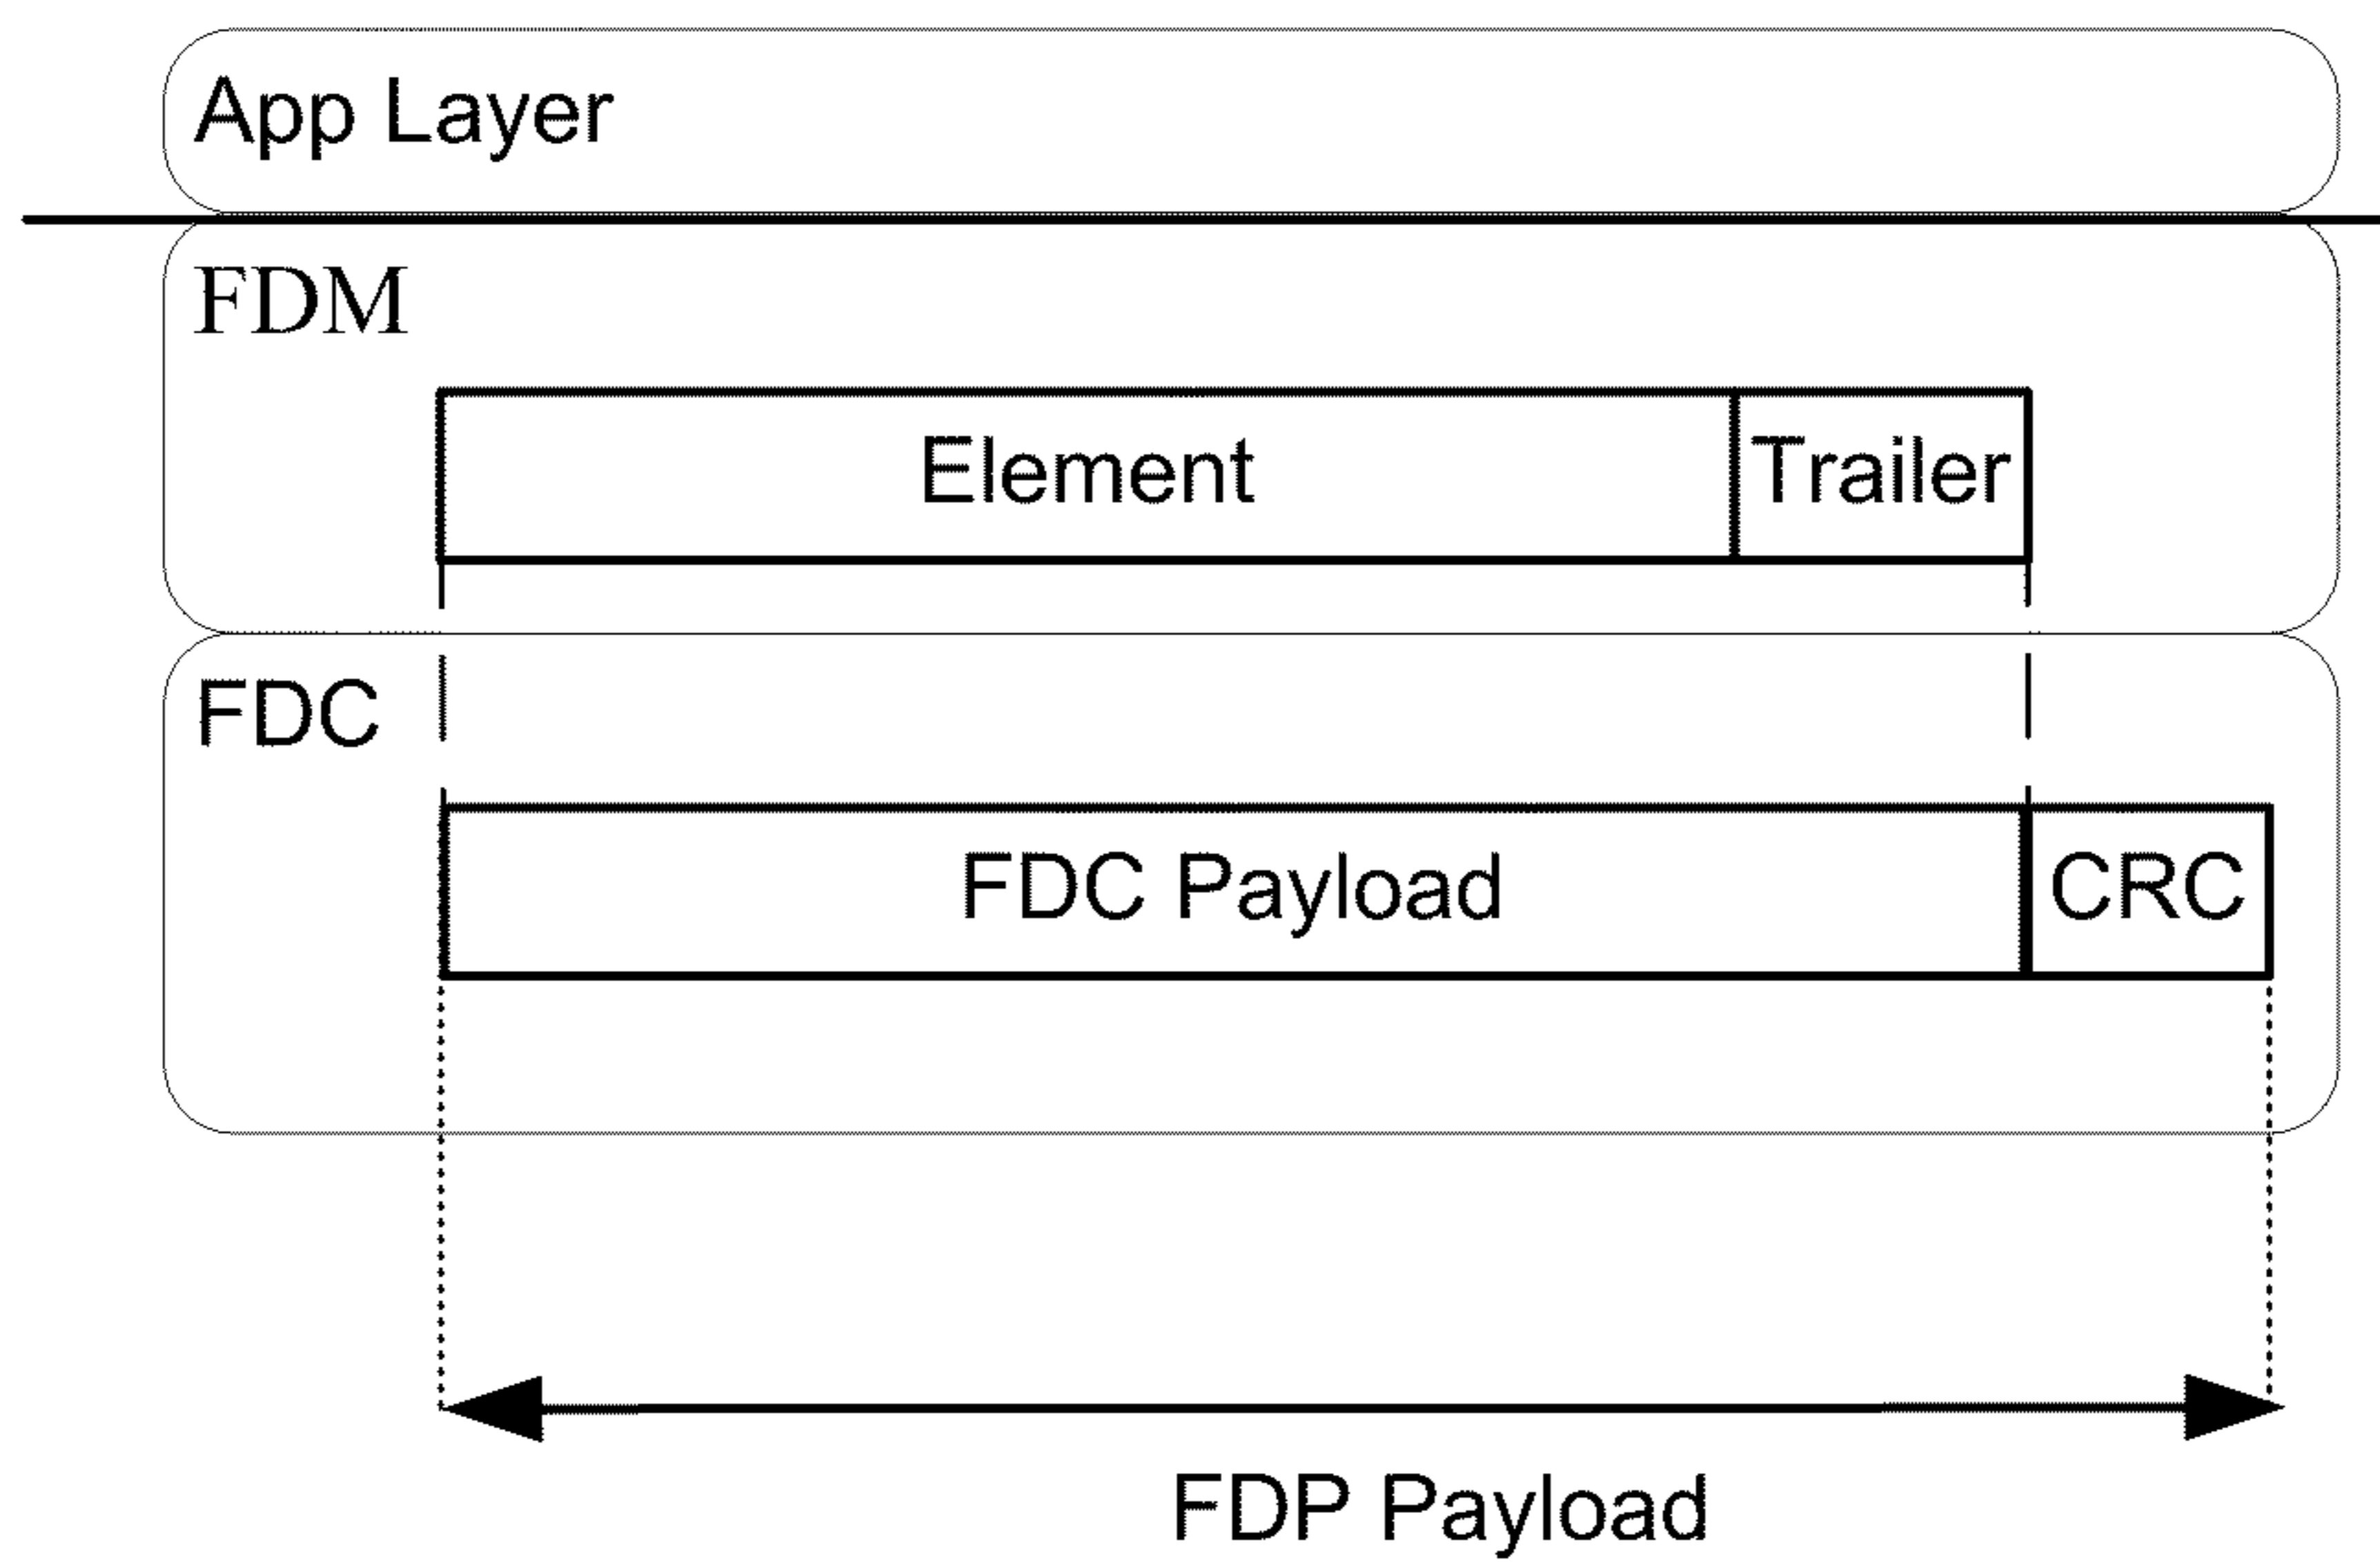 App Layer
FDM
Element
Trailer
FDC
FDC Payload
CRC
FDP Payload